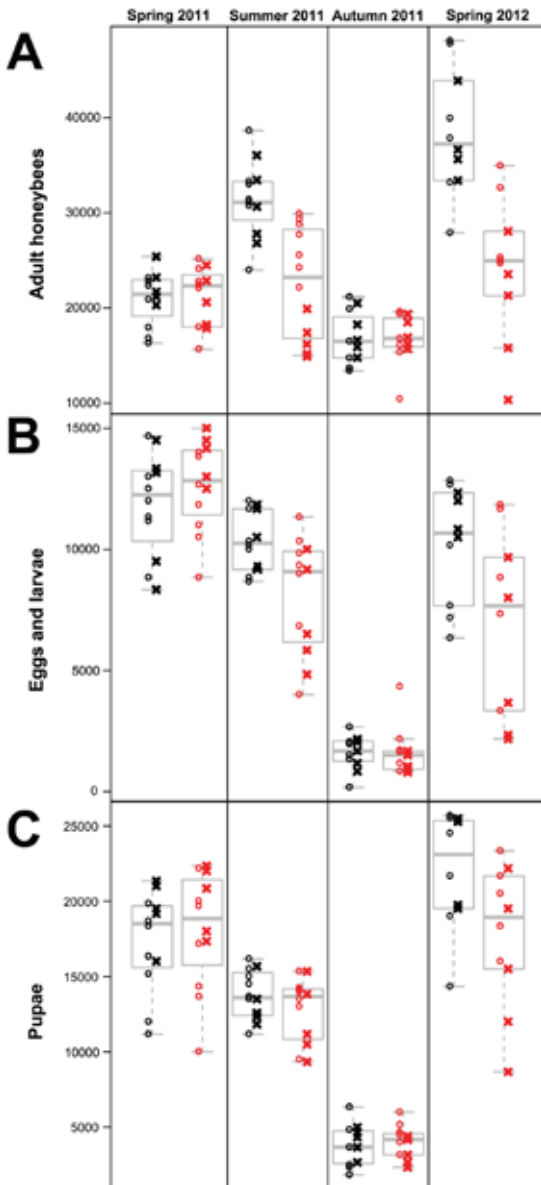 Spring 2011 Summer 2011 Autumn 2011 Spring 2012
A
Adult honeybees
40000
30000
20000
10000
B
Eggs and larvae
15000
10000
5000
0
C
Pupae
25000
20000
15000
10000
5000